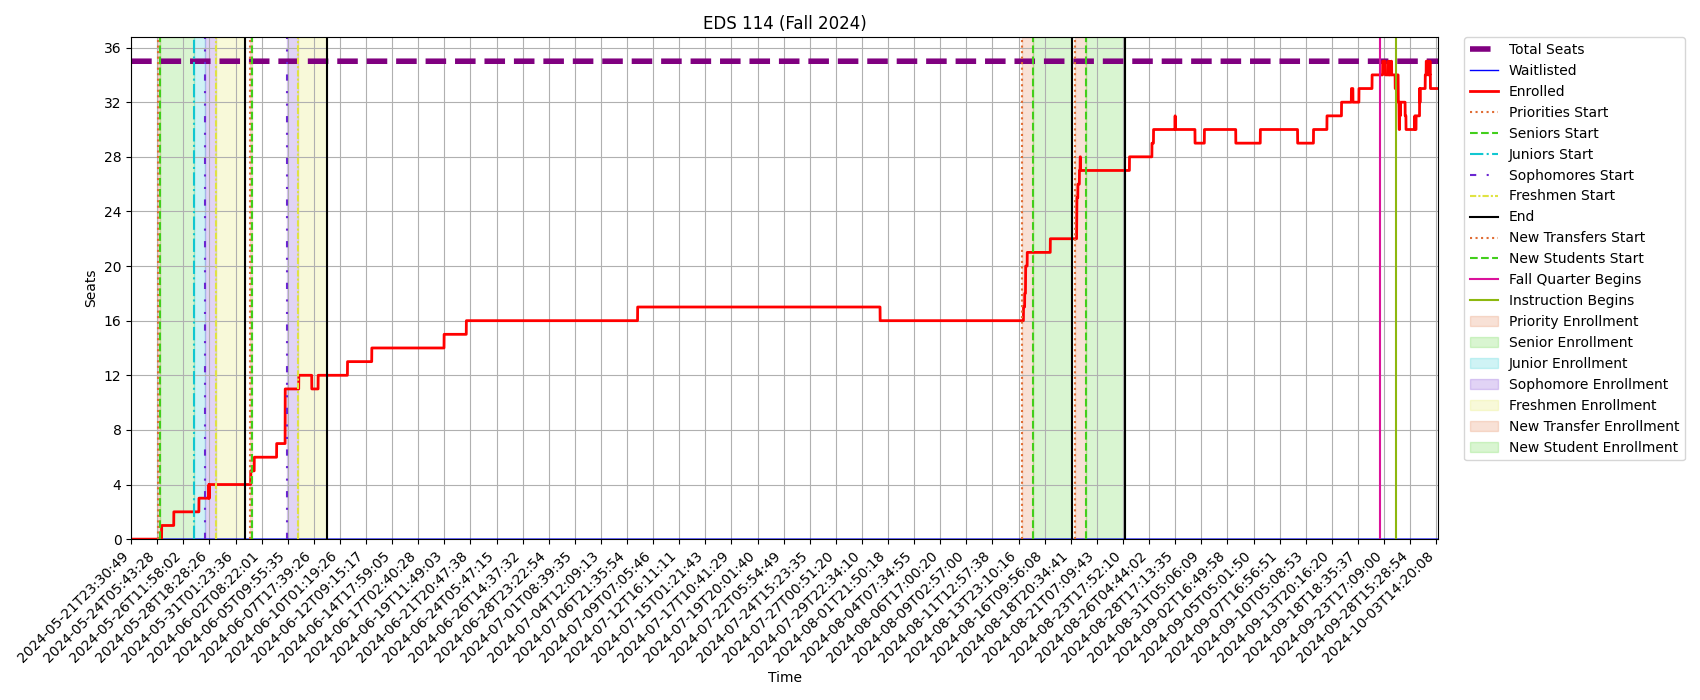 EDS 114 (Fall 2024)
36
32
28
24
20
16
12
8
4
0
Seats
2024-05-21T23:30:49
2024-05-24T05:43:28
2024-05-26T11:58:02
2024-05-28T18:28:26
2024-05-31T01:23:36
2024-06-02T08:22:01
2024-06-05T09:55:35
2024-06-07T17:39:26
2024-06-10T01:19:26
2024-06-12T09:15:17
2024-06-14T17:59:05
2024-06-17T02:40:28
2024-06-19T11:49:03
2024-06-21T20:47:38
2024-06-24T05:47:15
2024-06-26T14:37:32
2024-06-28T23:22:54
2024-07-01T08:39:35
2024-07-04T12:09:13
2024-07-06T21:35:54
2024-07-09T07:05:46
2024-07-12T16:11:11
2024-07-15T01:21:43
2024-07-17T10:41:29
2024-07-19T20:01:40
2024-07-22T05:54:49
2024-07-24T15:23:35
2024-07-27T00:51:20
2024-07-29T22:34:10
2024-08-01T21:50:18
2024-08-04T07:34:55
2024-08-06T17:00:20
2024-08-09T02:57:00
2024-08-11T12:57:38
2024-08-13T23:10:16
2024-08-16T09:56:08
2024-08-18T20:34:41
2024-08-21T07:09:43
2024-08-23T17:52:10
2024-08-26T04:44:02
2024-08-28T17:13:35
2024-08-31T05:06:09
2024-09-02T16:49:58
2024-09-05T05:01:50
2024-09-07T16:56:51
2024-09-10T05:08:53
2024-09-13T20:16:20
2024-09-18T18:35:37
2024-09-23T17:09:00
2024-09-28T15:28:54
2024-10-03T14:20:08
Time
Total Seats
Waitlisted
Enrolled
Priorities Start
Seniors Start
Juniors Start
Sophomores Start
Freshmen Start
End
New Transfers Start
New Students Start
Fall Quarter Begins
Instruction Begins
Priority Enrollment
Senior Enrollment
Junior Enrollment
Sophomore Enrollment
Freshmen Enrollment
New Transfer Enrollment
New Student Enrollment